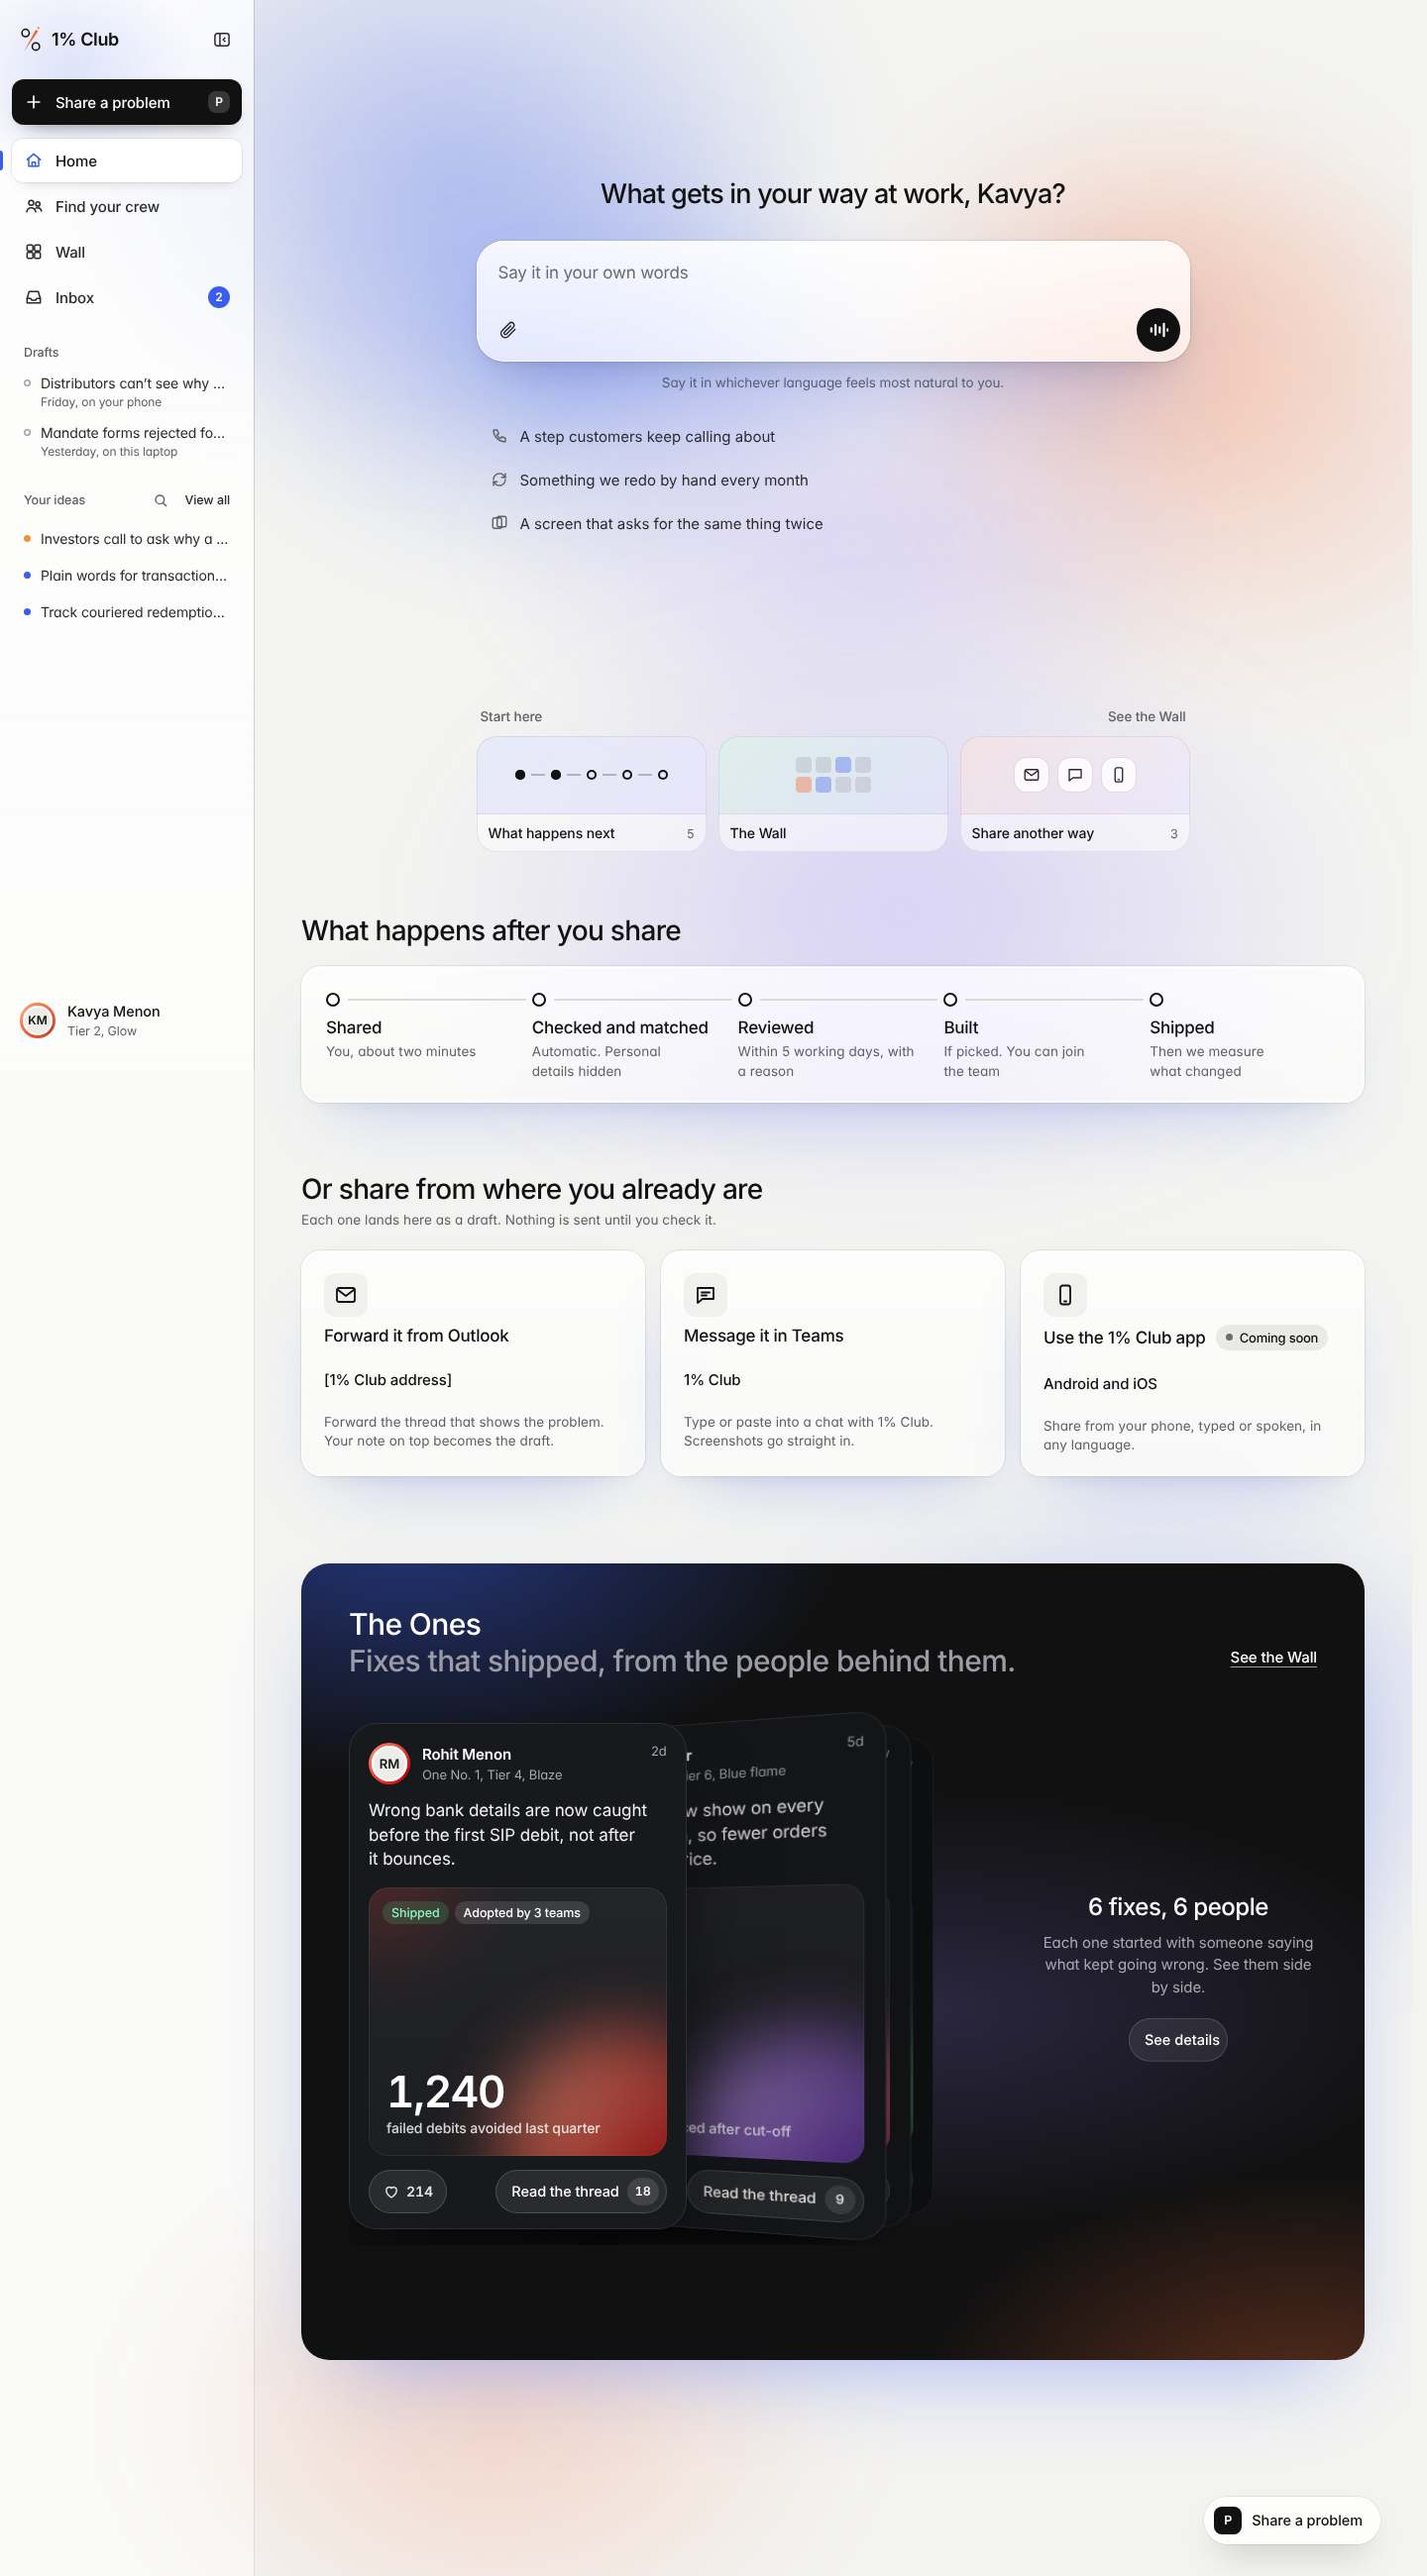 1% Club
Share a problem P
Home
Find your crew
Wall
Inbox 2
Drafts
Distributors can't see why ...
Friday, on your phone
Mandate forms rejected fo...
Yesterday, on this laptop
Your ideas View all
Investors call to ask why a ...
Plain words for transaction...
Track couriered redemptio...
KM Kavya Menon
Tier 2, Glow
What gets in your way at work, Kavya?
Say it in your own words
Say it in whichever language feels most natural to you.
A step customers keep calling about
Something we redo by hand every month
A screen that asks for the same thing twice
Start here See the Wall
What happens next 5
The Wall
Share another way 3
What happens after you share
Shared
You, about two minutes
Checked and matched
Automatic. Personal
details hidden
Reviewed
Within 5 working days, with
a reason
Built
If picked. You can join
the team
Shipped
Then we measure
what changed
Or share from where you already are
Each one lands here as a draft. Nothing is sent until you check it.
Forward it from Outlook
[1% Club address]
Forward the thread that shows the problem.
Your note on top becomes the draft.
Message it in Teams
1% Club
Type or paste into a chat with 1% Club.
Screenshots go straight in.
Use the 1% Club app Coming soon
Android and iOS
Share from your phone, typed or spoken, in
any language.
The Ones
Fixes that shipped, from the people behind them.
See the Wall
RM Rohit Menon 2d
One No. 1, Tier 4, Blaze
Wrong bank details are now caught
before the first SIP debit, not after
it bounces.
Shipped Adopted by 3 teams
1,240
failed debits avoided last quarter
214 Read the thread 18
5d
6, Blue flame
show on every
, so fewer orders
after cut-off
Read the thread 9
6 fixes, 6 people
Each one started with someone saying
what kept going wrong. See them side
by side.
See details
P Share a problem